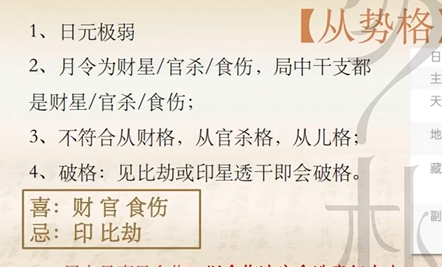 【从势格】
1、日元极弱
2、月令为财星/官杀/食伤，局中干支都
是财星/官杀/食伤；
3、不符合从财格，从官杀格，从儿格；
4、破格：见比劫或印星透干即会破格。
喜：财 官 食伤
忌：印 比劫
日
主
天
地
藏
副